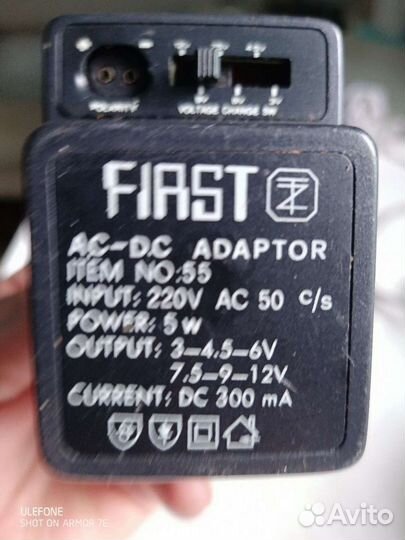 POLARITY
VOLTAGE CHANGE SW
FIRST
AC-DC ADAPTOR
ITEM NO:55
INPUT: 220V AC 50 c/s
POWER: 5w
OUTPUT: 3-4.5-6V
7.5-9-12V
CURRENT: DC 300 mA
ULEFONE
SHOT ON ARMOR 7E
Avito